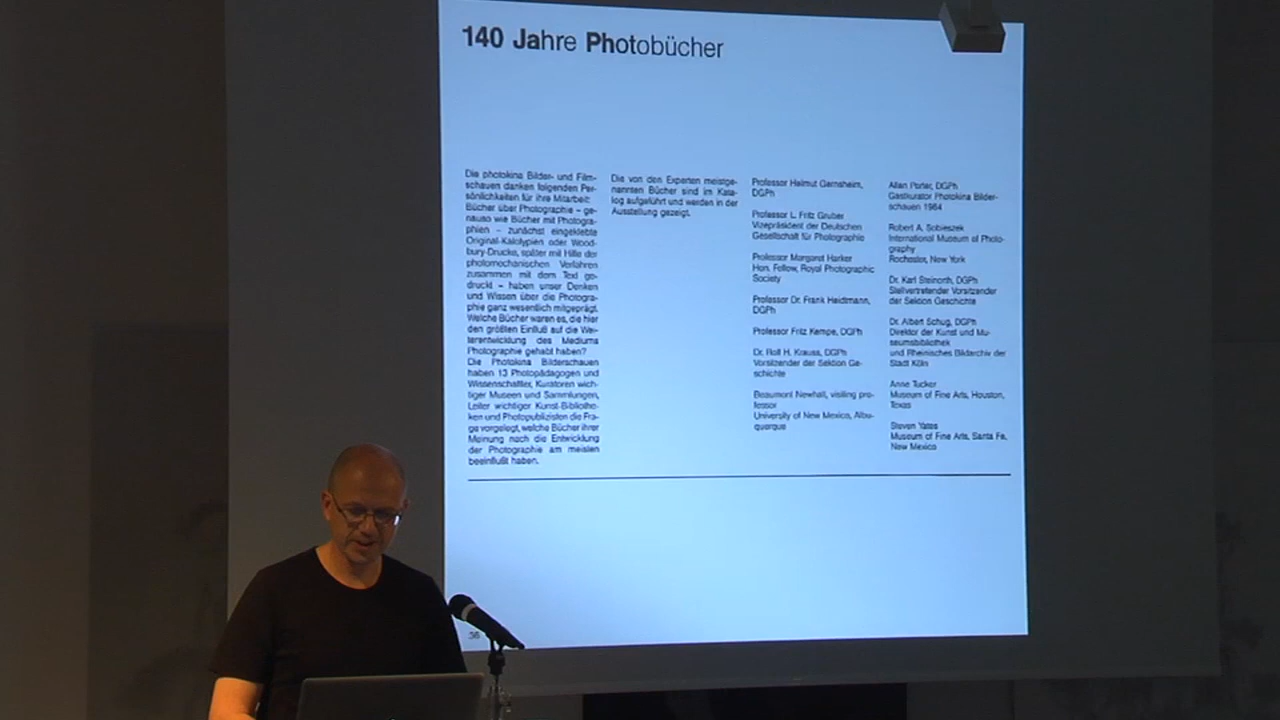 140 Jahre Photobücher
Die photokina Bilder- und Film-
schauen danken folgenden Per-
sönlichkeiten für ihre Mitarbeit:
Bücher über Photographie – ge-
nauso wie Bücher mit Photogra-
phien – zunächst eingeklebte
Original-Kalotypien oder Wood-
bury-Drucke, später mit Hilfe der
photomechanischen Verfahren
zusammen mit dem Text ge-
druckt – haben unser Denken
und Wissen über die Photogra-
phie ganz wesentlich mitgeprägt.
Welche Bücher waren es, die hier
den größten Einfluß auf die Wei-
terentwicklung des Mediums
Photographie gehabt haben?
Die Photokina Bilderschauen
haben 13 Photopädagogen und
Wissenschaftler, Kuratoren wich-
tiger Museen und Sammlungen,
Leiter wichtiger Kunst-Bibliothe-
ken und Photopublizisten die Fra-
ge vorgelegt, welche Bücher ihrer
Meinung nach die Entwicklung
der Photographie am meisten
beeinflußt haben.
Die von den Experten meistge-
nannten Bücher sind im Kata-
log aufgeführt und werden in der
Ausstellung gezeigt.
Professor Helmut Gernsheim,
DGPh
Professor L. Fritz Gruber
Vizepräsident der Deutschen
Gesellschaft für Photographie
Professor Margaret Harker
Hon. Fellow, Royal Photographic
Society
Professor Dr. Frank Heidtmann,
DGPh
Professor Fritz Kempe, DGPh
Dr. Rolf H. Krauss, DGPh
Vorsitzender der Sektion Ge-
schichte
Beaumont Newhall, visiting pro-
fessor
University of New Mexico, Albu-
querque
Allan Porter, DGPh
Gastkurator Photokina Bilder-
schauen 1984
Robert A. Sobieszek
International Museum of Photo-
graphy
Rochester, New York
Dr. Karl Steinorth, DGPh
Stellvertretender Vorsitzender
der Sektion Geschichte
Dr. Albert Schug, DGPh
Direktor der Kunst und Mu-
seumsbibliothek
und Rheinisches Bildarchiv der
Stadt Köln
Anne Tucker
Museum of Fine Arts, Houston,
Texas
Steven Yates
Museum of Fine Arts, Santa Fe,
New Mexico
36